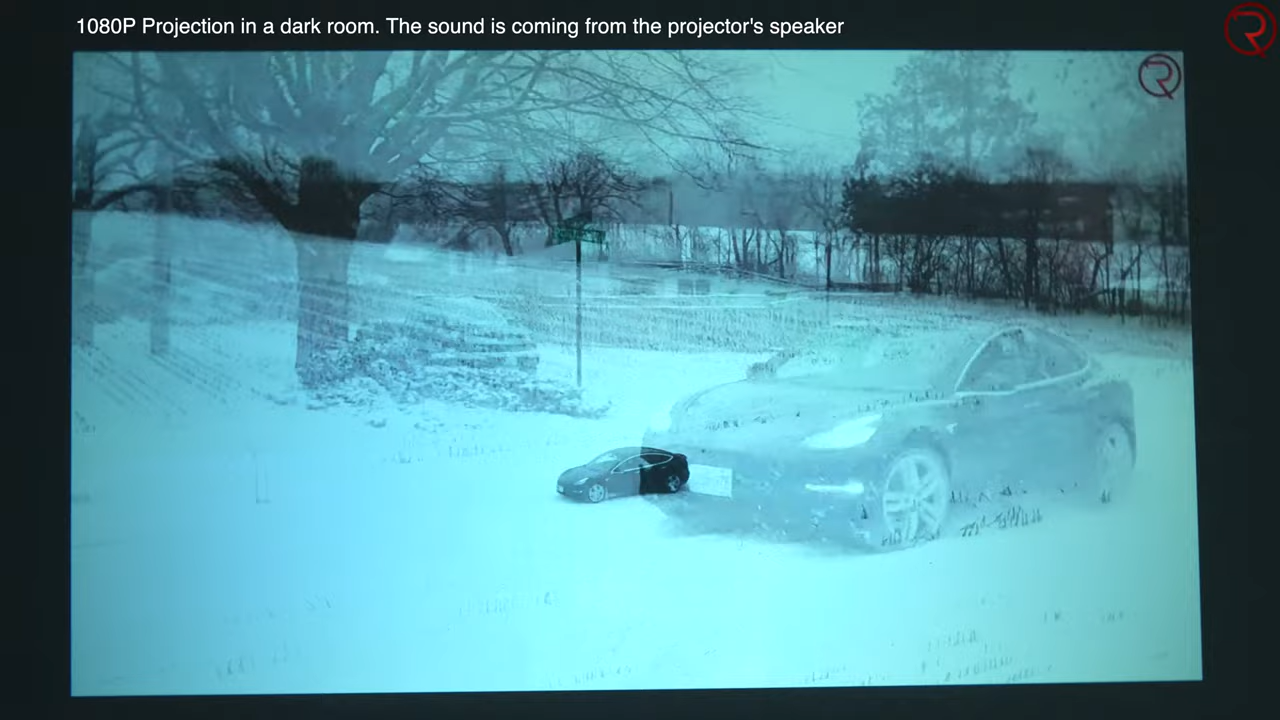 1080P Projection in a dark room. The sound is coming from the projector's speaker